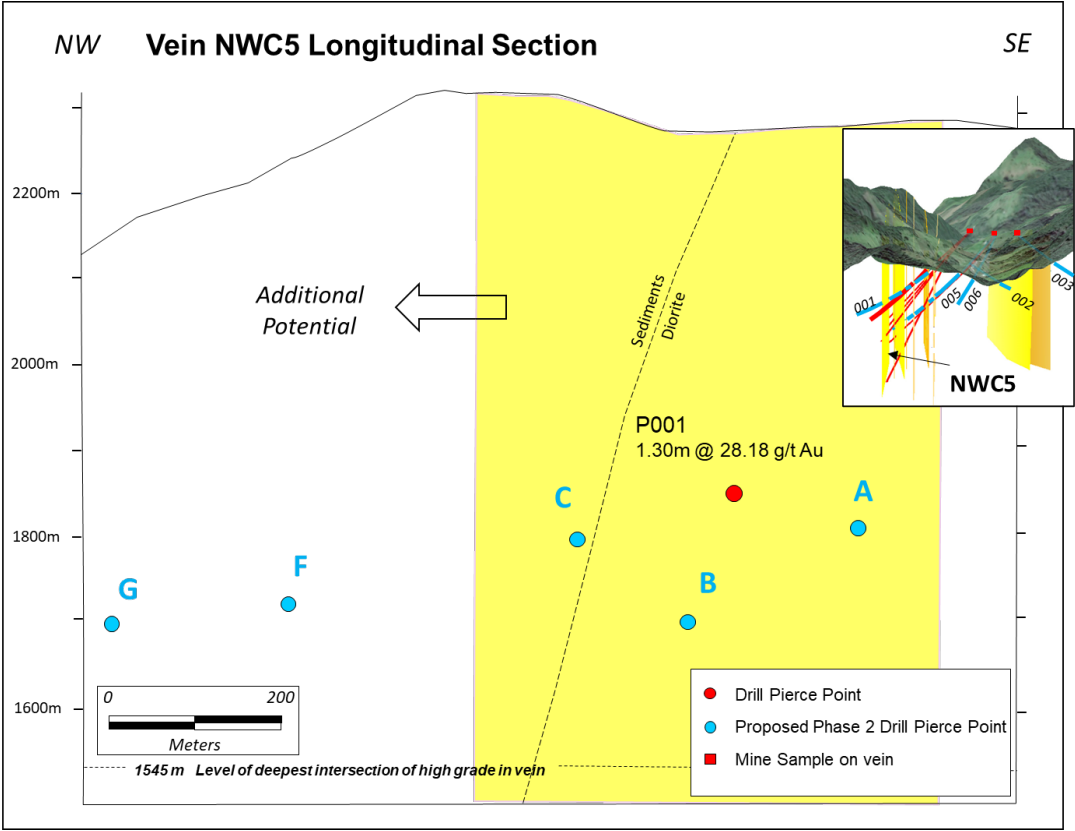 NW
Vein NWC5 Longitudinal Section
SE
2200m
2000m
1800m
1600m
Additional
Potential
Sediments
Diorite
001
005
006
002
003
NWC5
P001
1.30m @ 28.18 g/t Au
C
A
B
F
G
0 200
Meters
1545 m Level of deepest intersection of high grade in vein
Drill Pierce Point
Proposed Phase 2 Drill Pierce Point
Mine Sample on vein